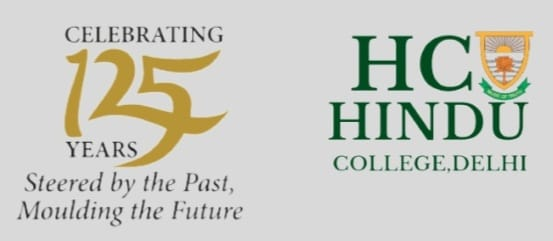 CELEBRATING
125
YEARS
Steered by the Past,
Moulding the Future
HC
HINDU
COLLEGE,DELHI